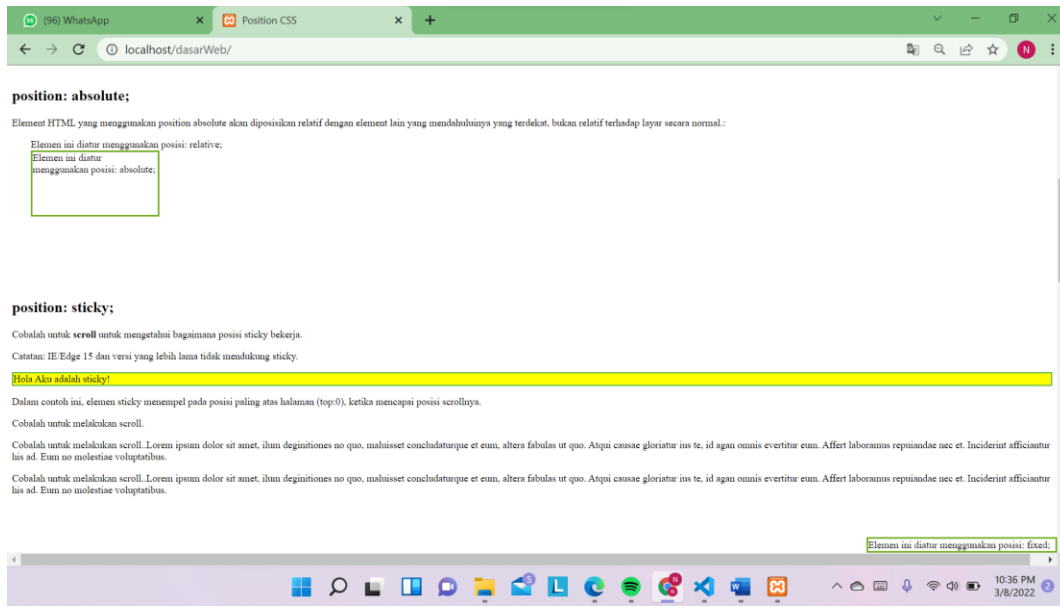 (96) WhatsApp
Position CSS
localhost/dasarWeb/
N
position: absolute;
Element HTML yang menggunakan position absolute akan diposisikan relatif dengan element lain yang mendahuluinya yang terdekat, bukan relatif terhadap layar secara normal.:
Elemen ini diatur menggunakan posisi: relative;
Elemen ini diatur
menggunakan posisi: absolute;
position: sticky;
Cobalah untuk scroll untuk mengetahui bagaimana posisi sticky bekerja.
Catatan: IE/Edge 15 dan versi yang lebih lama tidak mendukung sticky.
Hola Aku adalah sticky!
Dalam contoh ini, elemen sticky menempel pada posisi paling atas halaman (top:0), ketika mencapai posisi scrollnya.
Cobalah untuk melakukan scroll.
Cobalah untuk melakukan scroll..Lorem ipsum dolor sit amet, illum deginitiones no quo, maluisset concludaturque et eum, altera fabulas ut quo. Atqui causae gloriatur ius te, id agan omnis evertitur eum. Affert laboramus repuiandae nec et. Inciderint afficiantur
his ad. Eum no molestiae voluptatibus.
Cobalah untuk melakukan scroll..Lorem ipsum dolor sit amet, illum deginitiones no quo, maluisset concludaturque et eum, altera fabulas ut quo. Atqui causae gloriatur ius te, id agan omnis evertitur eum. Affert laboramus repuiandae nec et. Inciderint afficiantur
his ad. Eum no molestiae voluptatibus.
Elemen ini diatur menggunakan posisi: fixed;
10:36 PM
3/8/2022
2